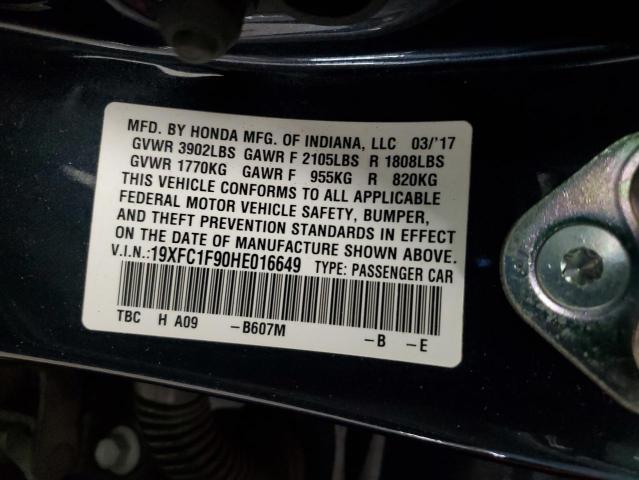 MFD. BY HONDA MFG. OF INDIANA, LLC 03/'17
GVWR 3902LBS GAWR F 2105LBS R 1808LBS
GVWR 1770KG GAWR F 955KG R 820KG
THIS VEHICLE CONFORMS TO ALL APPLICABLE
FEDERAL MOTOR VEHICLE SAFETY, BUMPER,
AND THEFT PREVENTION STANDARDS IN EFFECT
ON THE DATE OF MANUFACTURE SHOWN ABOVE.
V.I.N.:19XFC1F90HE016649 TYPE: PASSENGER CAR
TBC H A09 -B607M -B -E